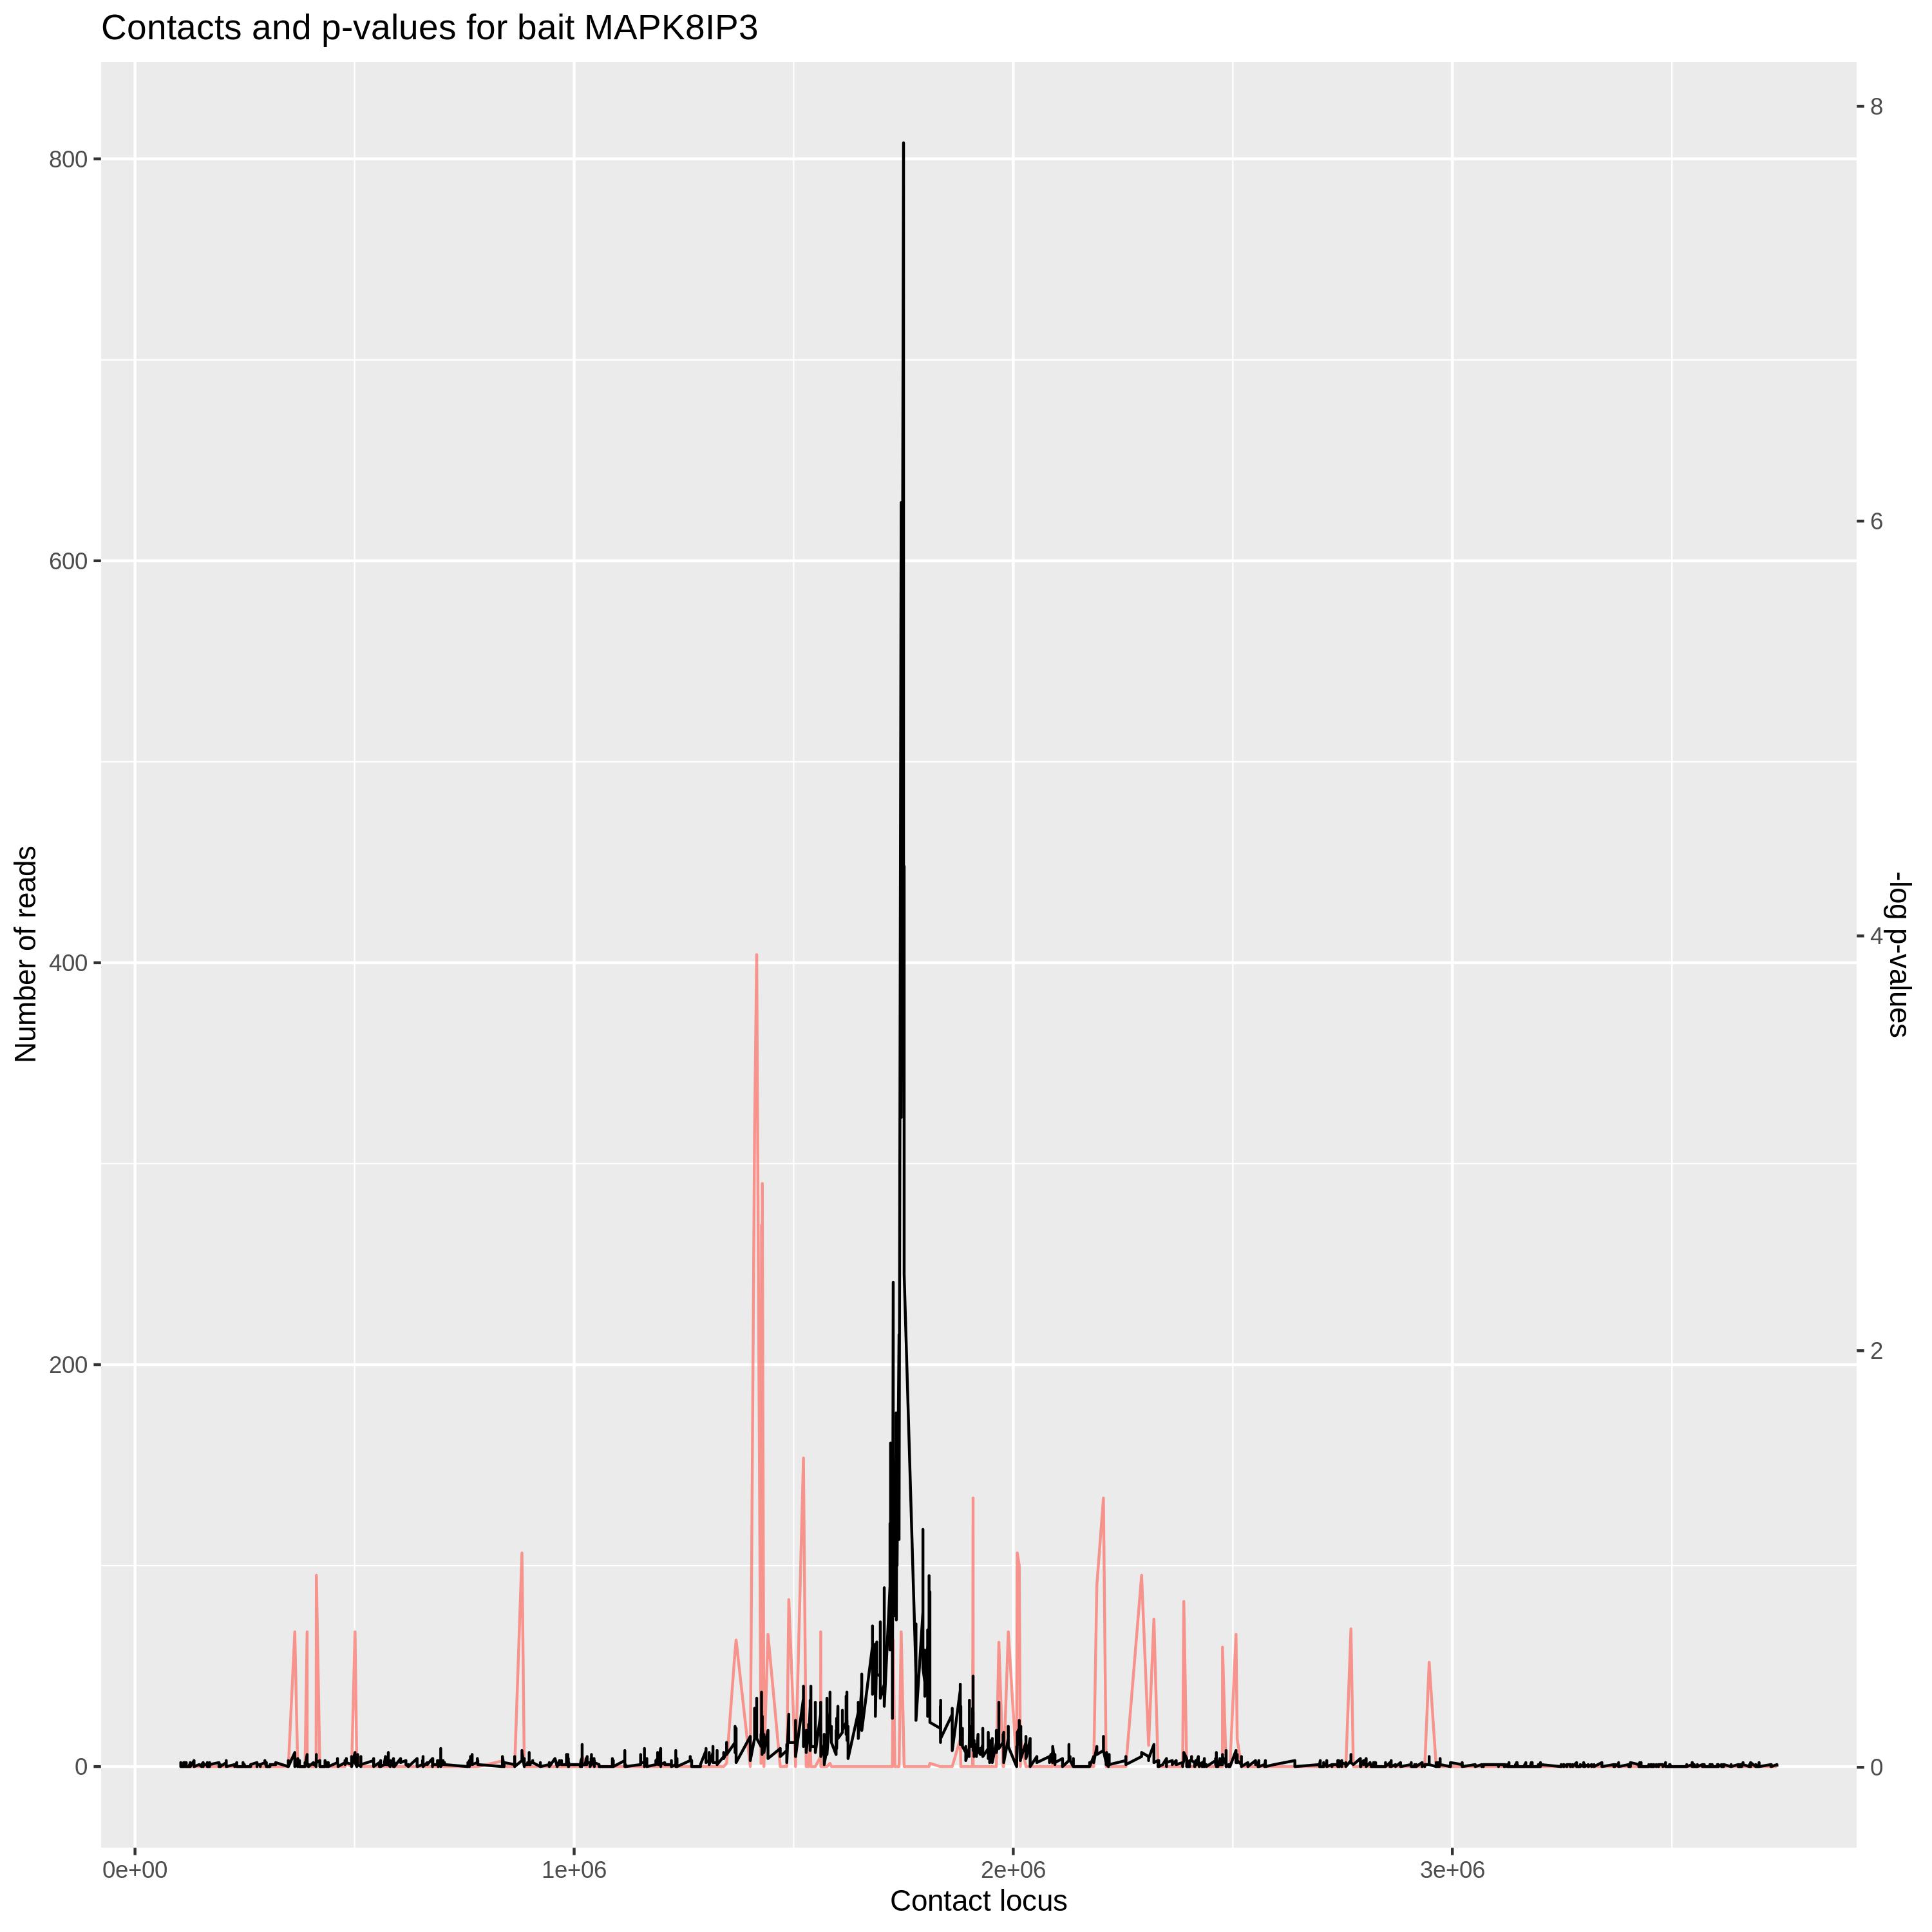 Contacts and p-values for bait MAPK8IP3
Number of reads
800
600
400
200
0
8
6
4
2
0
-log p-values
0e+00 1e+06 2e+06 3e+06
Contact locus